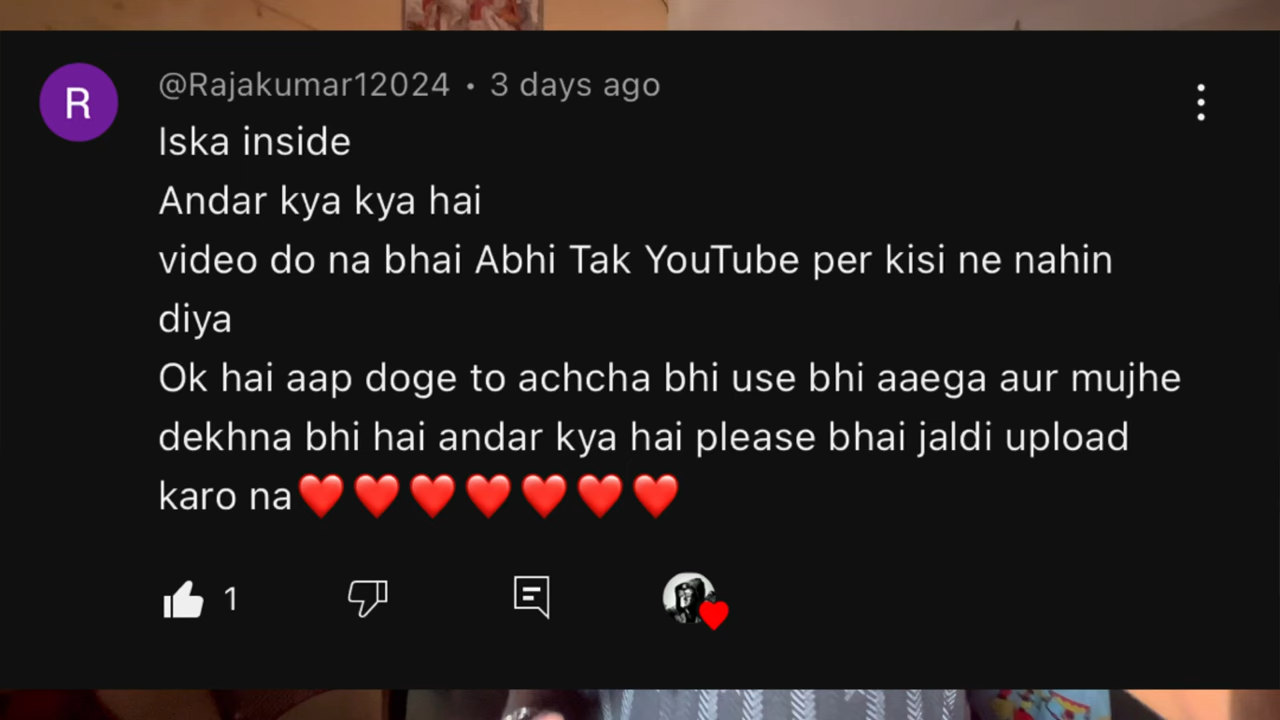 R
@Rajakumar12024 • 3 days ago
Iska inside
Andar kya kya hai
video do na bhai Abhi Tak YouTube per kisi ne nahin
diya
Ok hai aap doge to achcha bhi use bhi aaega aur mujhe
dekhna bhi hai andar kya hai please bhai jaldi upload
karo na❤️❤️❤️❤️❤️❤️❤️
1